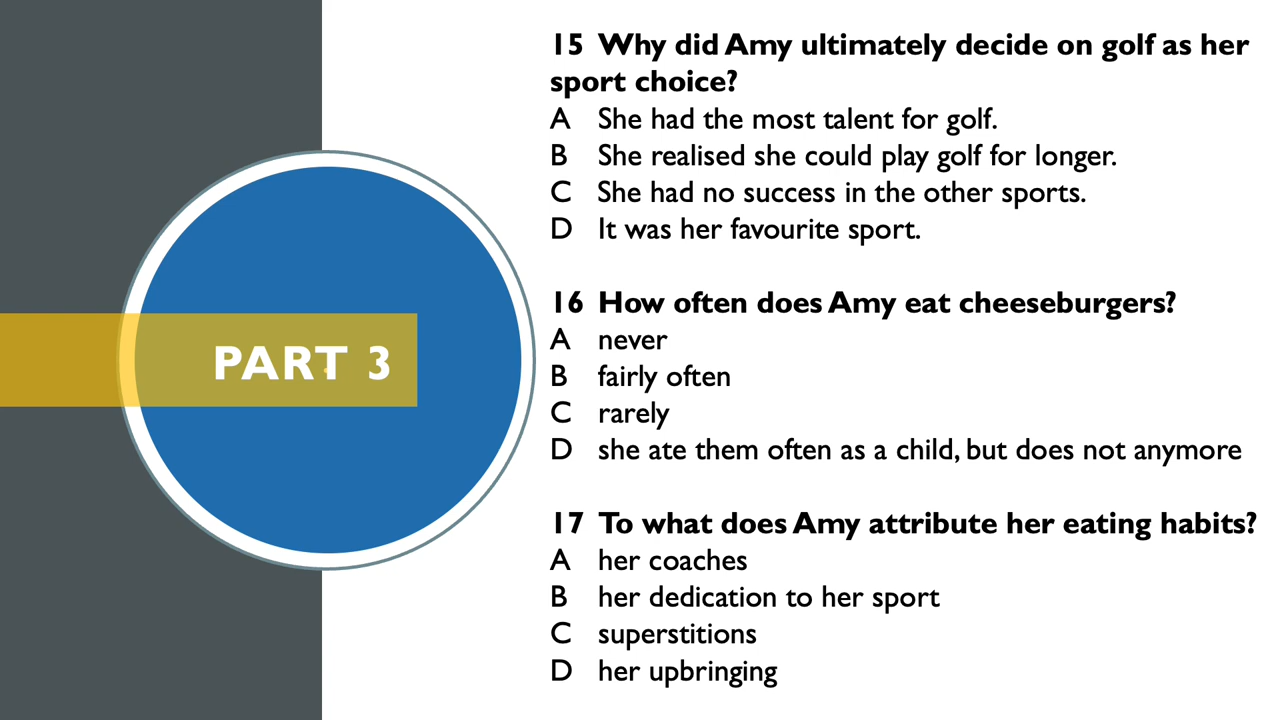 PART 3
15 Why did Amy ultimately decide on golf as her
sport choice?
A She had the most talent for golf.
B She realised she could play golf for longer.
C She had no success in the other sports.
D It was her favourite sport.
16 How often does Amy eat cheeseburgers?
A never
B fairly often
C rarely
D she ate them often as a child, but does not anymore
17 To what does Amy attribute her eating habits?
A her coaches
B her dedication to her sport
C superstitions
D her upbringing